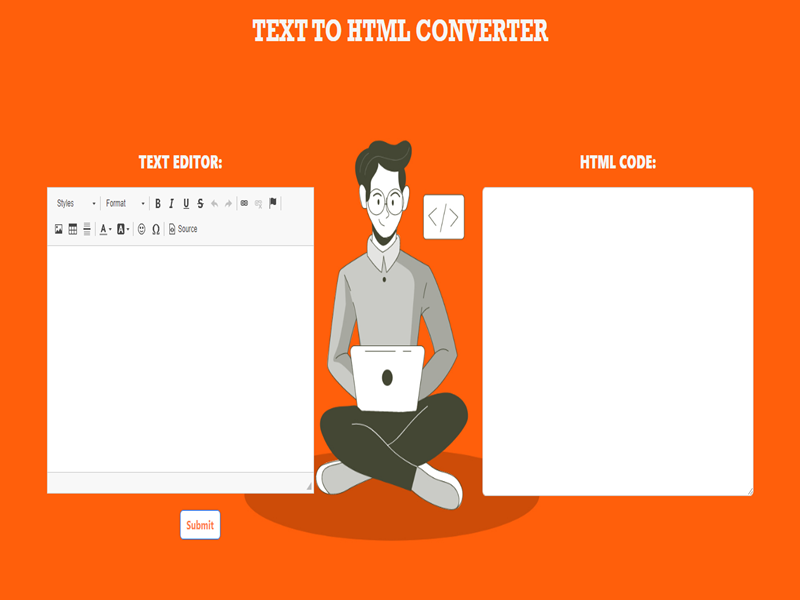 TEXT TO HTML CONVERTER
TEXT EDITOR:
HTML CODE:
Styles Format B I U S
A A Ω Source
</>
Submit